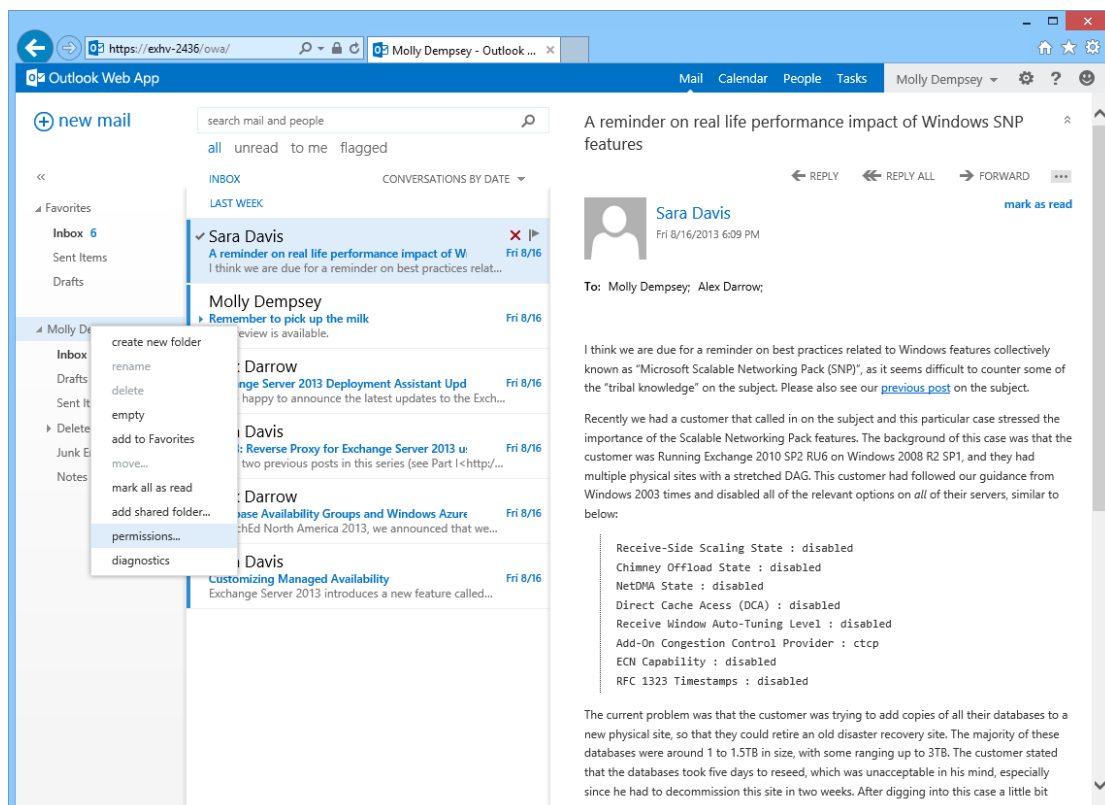 https://exhv-2436/owa/
Molly Dempsey - Outlook ...
Outlook Web App
Mail Calendar People Tasks Molly Dempsey
new mail
Favorites
Inbox 6
Sent Items
Drafts
Molly De
Inbox
Drafts
Sent It
Delete
Junk E
Notes
create new folder
rename
delete
empty
add to Favorites
move...
mark all as read
add shared folder...
permissions...
diagnostics
search mail and people
all unread to me flagged
INBOX CONVERSATIONS BY DATE
LAST WEEK
Sara Davis
A reminder on real life performance impact of W Fri 8/16
I think we are due for a reminder on best practices relat...
Molly Dempsey
Remember to pick up the milk Fri 8/16
eview is available.
Darrow
ange Server 2013 Deployment Assistant Upd Fri 8/16
happy to announce the latest updates to the Exch...
Davis
: Reverse Proxy for Exchange Server 2013 u Fri 8/16
two previous posts in this series (see Part I<http:/...
Darrow
base Availability Groups and Windows Azure Fri 8/16
chEd North America 2013, we announced that we...
Davis
Customizing Managed Availability Fri 8/16
Exchange Server 2013 introduces a new feature called...
A reminder on real life performance impact of Windows SNP
features
REPLY REPLY ALL FORWARD ...
mark as read
Sara Davis
Fri 8/16/2013 6:09 PM
To: Molly Dempsey; Alex Darrow;
I think we are due for a reminder on best practices related to Windows features collectively
known as “Microsoft Scalable Networking Pack (SNP)”, as it seems difficult to counter some of
the “tribal knowledge” on the subject. Please also see our previous post on the subject.
Recently we had a customer that called in on the subject and this particular case stressed the
importance of the Scalable Networking Pack features. The background of this case was that the
customer was Running Exchange 2010 SP2 RU6 on Windows 2008 R2 SP1, and they had
multiple physical sites with a stretched DAG. This customer had followed our guidance from
Windows 2003 times and disabled all of the relevant options on all of their servers, similar to
below:
Receive-Side Scaling State : disabled
Chimney Offload State : disabled
NetDMA State : disabled
Direct Cache Acess (DCA) : disabled
Receive Window Auto-Tuning Level : disabled
Add-On Congestion Control Provider : ctcp
ECN Capability : disabled
RFC 1323 Timestamps : disabled
The current problem was that the customer was trying to add copies of all their databases to a
new physical site, so that they could retire an old disaster recovery site. The majority of these
databases were around 1 to 1.5TB in size, with some ranging up to 3TB. The customer stated
that the databases took five days to reseed, which was unacceptable in his mind, especially
since he had to decommission this site in two weeks. After digging into this case a little bit